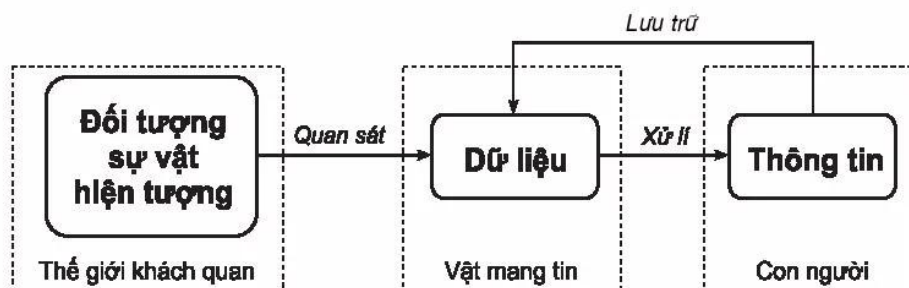 Lưu trữ
Đối tượng
sự vật
hiện tượng
Quan sát
Dữ liệu
Xử lí
Thông tin
Thế giới khách quan
Vật mang tin
Con người